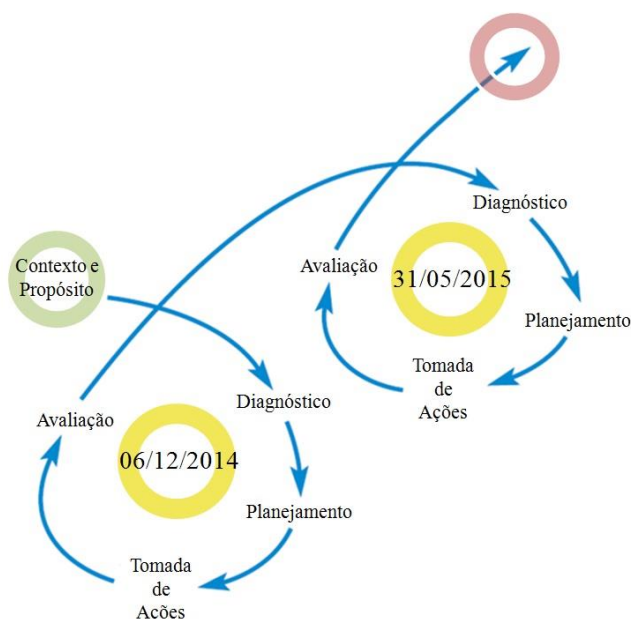 Contexto e
Propósito
Diagnóstico
Planejamento
Tomada
de
Ações
Avaliação
06/12/2014
Diagnóstico
Planejamento
Tomada
de
Ações
Avaliação
31/05/2015